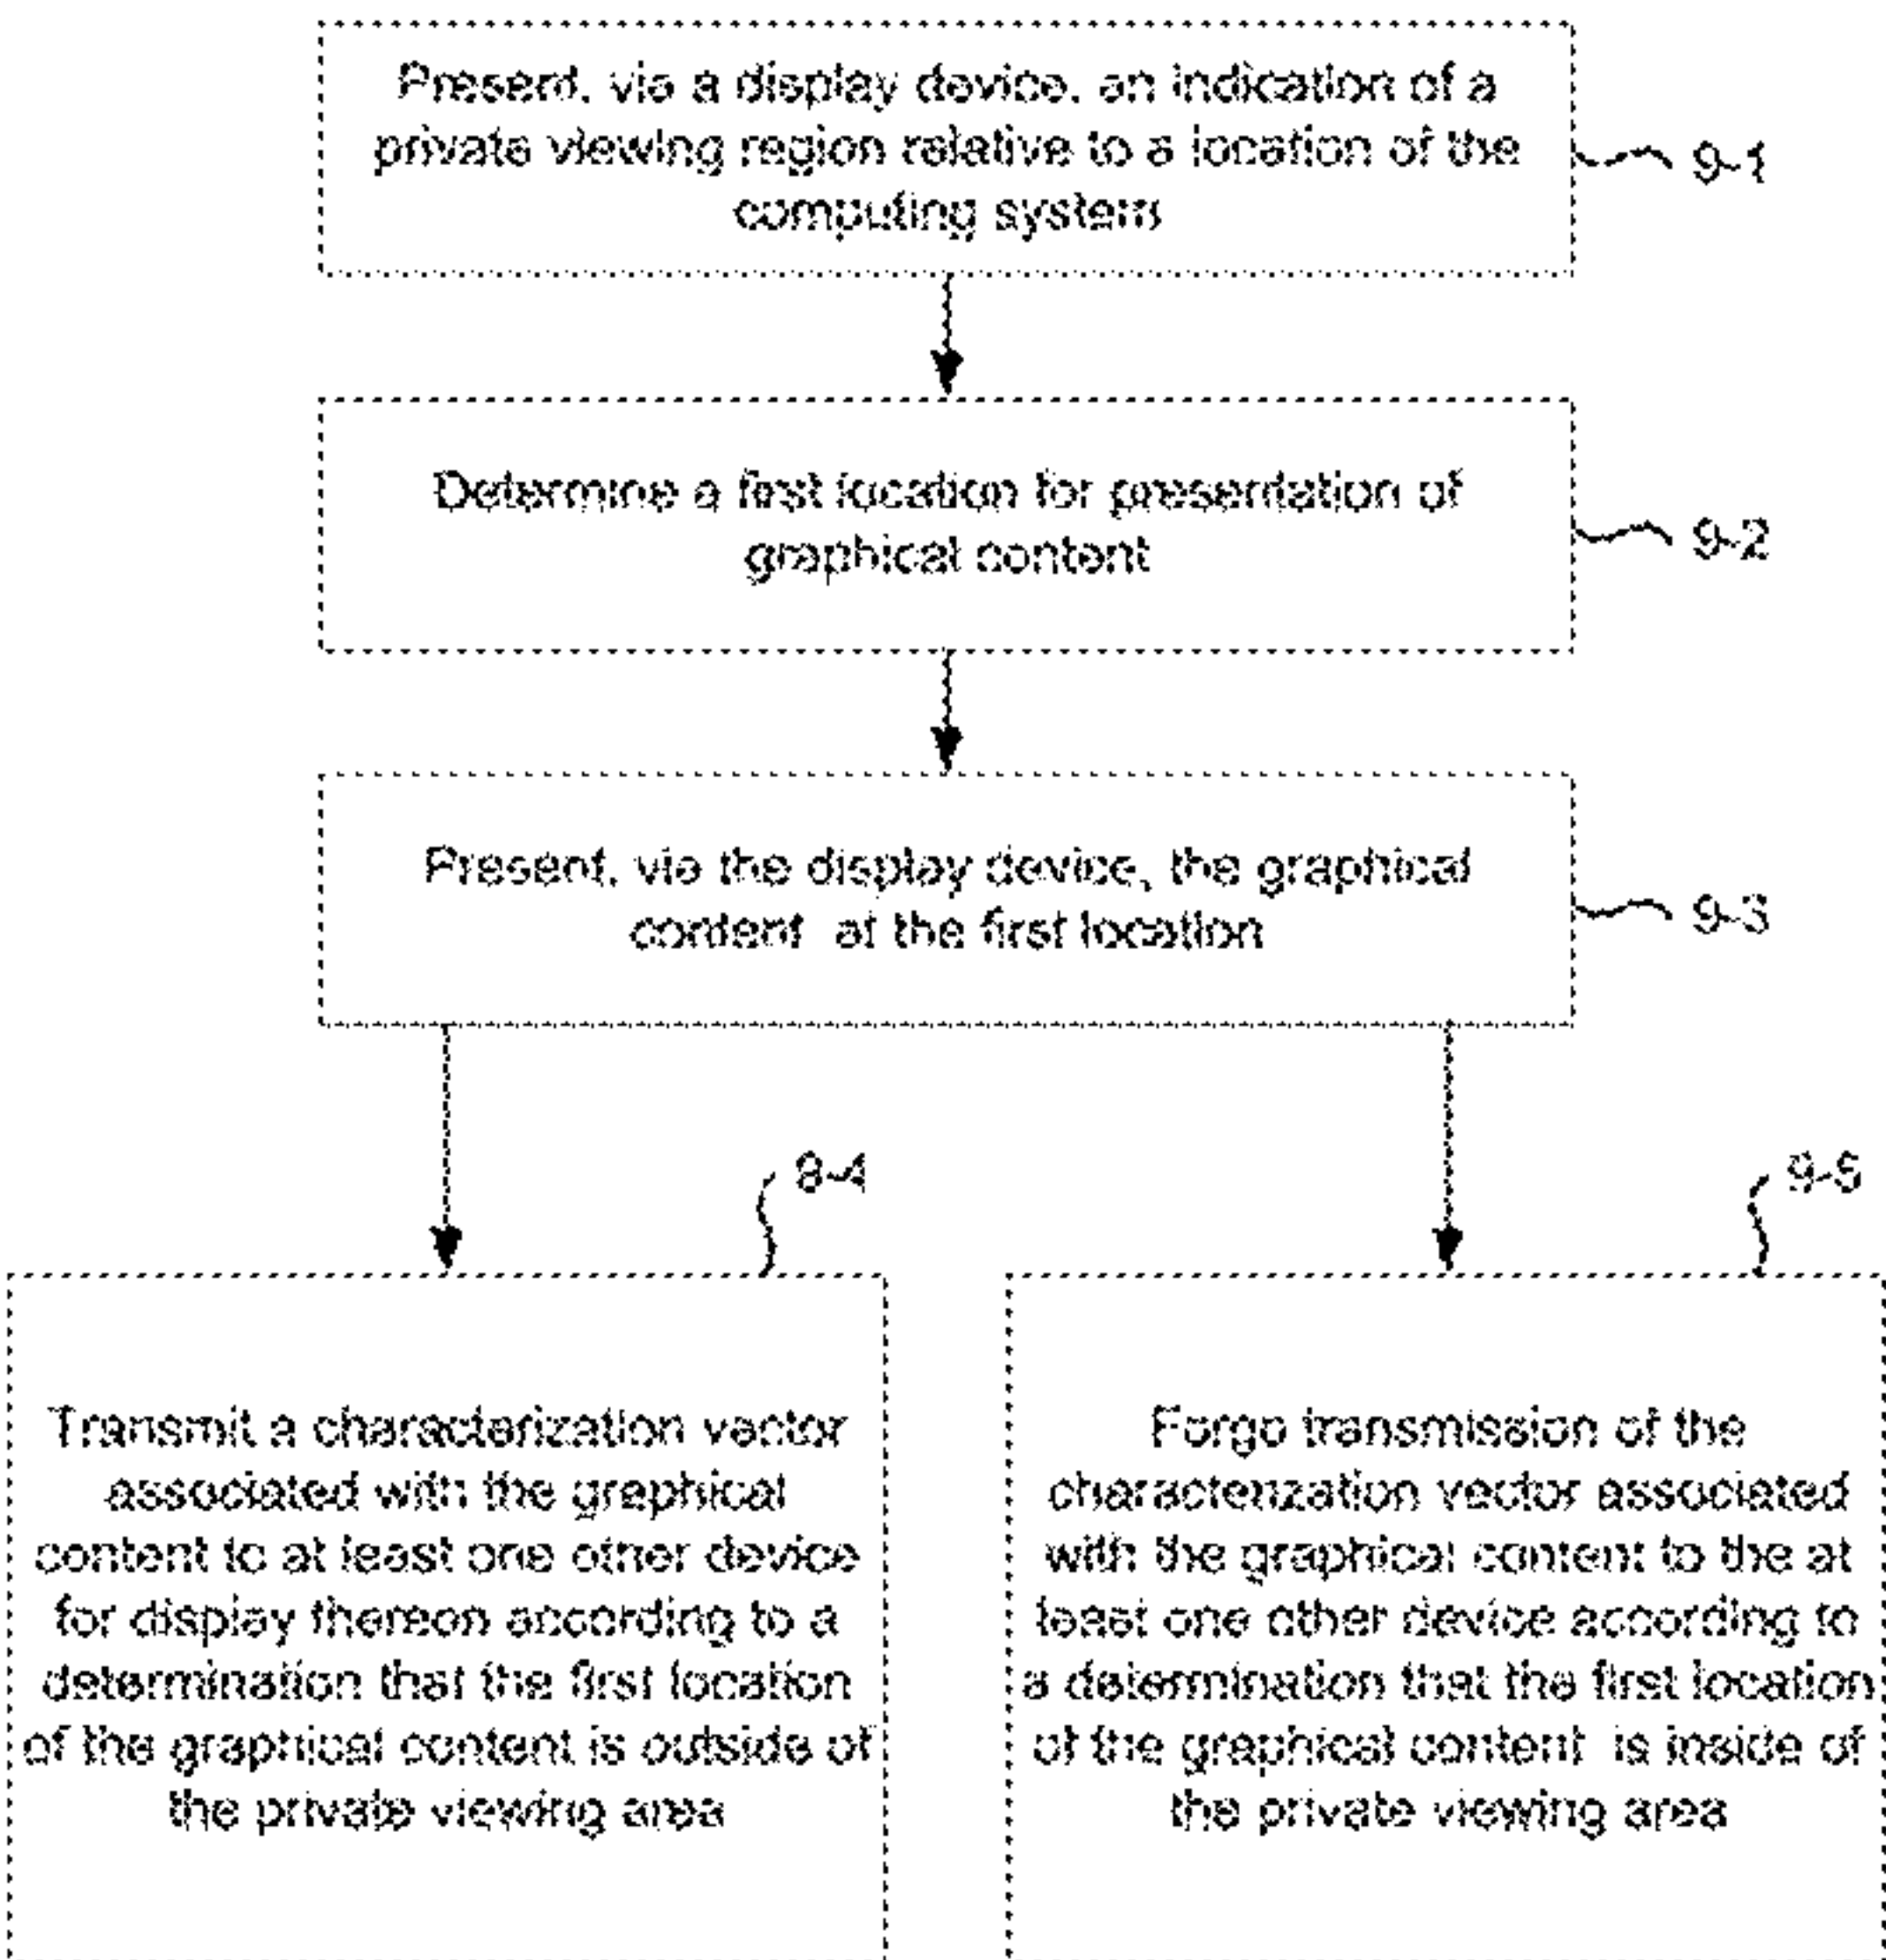 Present, via a display device, an indication of a
private viewing region relative to a location of the
computing system
9-1
Determine a first location for presentation of
graphical content
9-2
Present, via the display device, the graphical
content at the first location
9-3
8-4
9-5
Transmit a characterization vector
associated with the graphical
content to at least one other device
for display thereon according to a
determination that the first location
of the graphical content is outside of
the private viewing area
Forgo transmission of the
characterization vector associated
with the graphical content to the at
least one other device according to
a determination that the first location
of the graphical content is inside of
the private viewing area